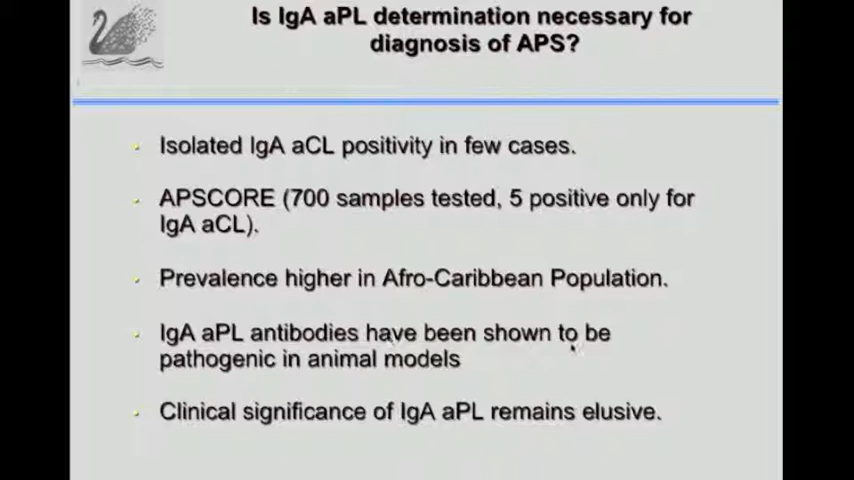 Is IgA aPL determination necessary for
diagnosis of APS?
• Isolated IgA aCL positivity in few cases.
• APSCORE (700 samples tested, 5 positive only for
IgA aCL).
• Prevalence higher in Afro-Caribbean Population.
• IgA aPL antibodies have been shown to be
pathogenic in animal models
• Clinical significance of IgA aPL remains elusive.